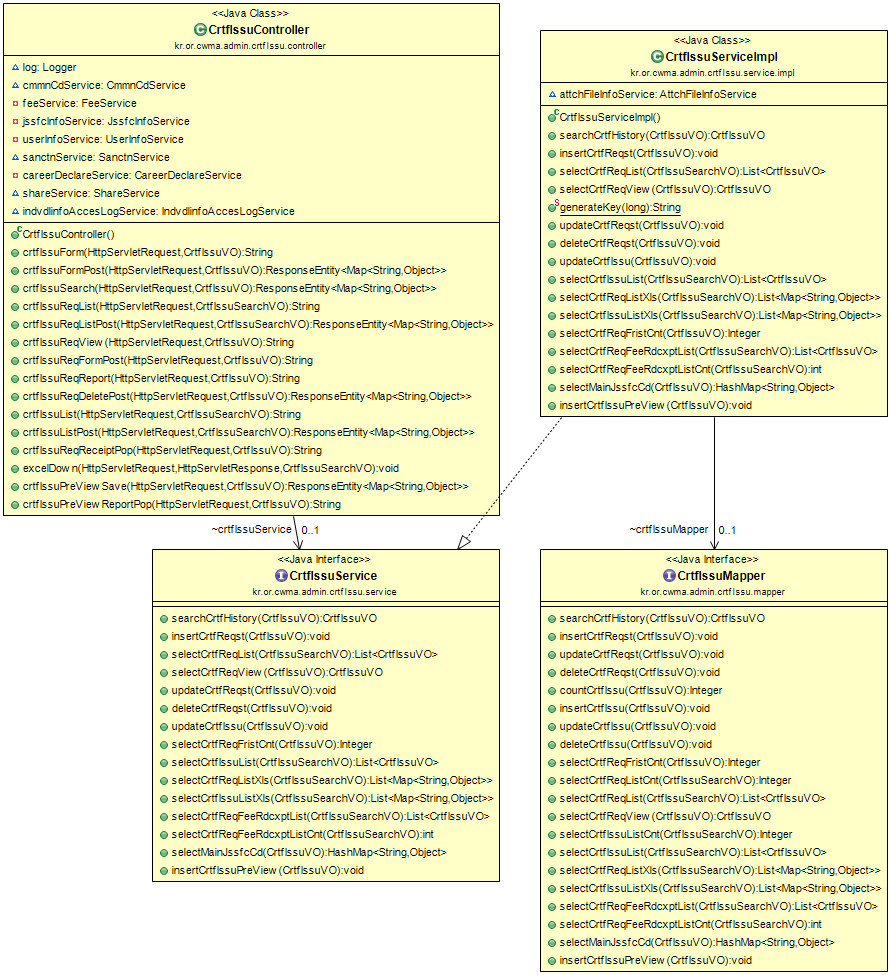 <<Java Class>>
CrtfIssuController
kr.or.cwma.admin.crtfIssu.controller
log: Logger
cmmnCdService: CmmnCdService
feeService: FeeService
jssfcInfoService: JssfcInfoService
userInfoService: UserInfoService
sanctnService: SanctnService
careerDeclareService: CareerDeclareService
shareService: ShareService
indvdlinfoAccesLogService: IndvdlinfoAccesLogService
CrtfIssuController()
crtfIssuForm(HttpServletRequest,CrtfIssuVO):String
crtfIssuFormPost(HttpServletRequest,CrtfIssuVO):ResponseEntity<Map<String,Object>>
crtfIssuSearch(HttpServletRequest,CrtfIssuVO):ResponseEntity<Map<String,Object>>
crtfIssuReqList(HttpServletRequest,CrtfIssuSearchVO):String
crtfIssuReqListPost(HttpServletRequest,CrtfIssuSearchVO):ResponseEntity<Map<String,Object>>
crtfIssuReqView(HttpServletRequest,CrtfIssuVO):String
crtfIssuReqFormPost(HttpServletRequest,CrtfIssuVO):String
crtfIssuReqReport(HttpServletRequest,CrtfIssuVO):String
crtfIssuReqDeletePost(HttpServletRequest,CrtfIssuVO):ResponseEntity<Map<String,Object>>
crtfIssuList(HttpServletRequest,CrtfIssuSearchVO):String
crtfIssuListPost(HttpServletRequest,CrtfIssuSearchVO):ResponseEntity<Map<String,Object>>
crtfIssuReqReceiptPop(HttpServletRequest,CrtfIssuVO):String
excelDown(HttpServletRequest,HttpServletResponse,CrtfIssuSearchVO):void
crtfIssuPreViewSave(HttpServletRequest,CrtfIssuVO):ResponseEntity<Map<String,Object>>
crtfIssuPreViewReportPop(HttpServletRequest,CrtfIssuVO):String
<<Java Class>>
CrtfIssuServiceImpl
kr.or.cwma.admin.crtfIssu.service.impl
attchFileInfoService: AttchFileInfoService
CrtfIssuServiceImpl()
searchCrtfHistory(CrtfIssuVO):CrtfIssuVO
insertCrtfReqst(CrtfIssuVO):void
selectCrtfReqList(CrtfIssuSearchVO):List<CrtfIssuVO>
selectCrtfReqView(CrtfIssuVO):CrtfIssuVO
generateKey(long):String
updateCrtfReqst(CrtfIssuVO):void
deleteCrtfReqst(CrtfIssuVO):void
updateCrtfIssu(CrtfIssuVO):void
selectCrtfIssuList(CrtfIssuSearchVO):List<CrtfIssuVO>
selectCrtfReqListXls(CrtfIssuSearchVO):List<Map<String,Object>>
selectCrtfIssuListXls(CrtfIssuSearchVO):List<Map<String,Object>>
selectCrtfReqFristCnt(CrtfIssuVO):Integer
selectCrtfReqFeeRdcxptList(CrtfIssuSearchVO):List<CrtfIssuVO>
selectCrtfReqFeeRdcxptListCnt(CrtfIssuSearchVO):int
selectMainJssfcCd(CrtfIssuVO):HashMap<String,Object>
insertCrtfIssuPreView(CrtfIssuVO):void
~crtfIssuService 0..1
~crtfIssuMapper 0..1
<<Java Interface>>
CrtfIssuService
kr.or.cwma.admin.crtfIssu.service
searchCrtfHistory(CrtfIssuVO):CrtfIssuVO
insertCrtfReqst(CrtfIssuVO):void
selectCrtfReqList(CrtfIssuSearchVO):List<CrtfIssuVO>
selectCrtfReqView(CrtfIssuVO):CrtfIssuVO
updateCrtfReqst(CrtfIssuVO):void
deleteCrtfReqst(CrtfIssuVO):void
updateCrtfIssu(CrtfIssuVO):void
selectCrtfReqFristCnt(CrtfIssuVO):Integer
selectCrtfIssuList(CrtfIssuSearchVO):List<CrtfIssuVO>
selectCrtfReqListXls(CrtfIssuSearchVO):List<Map<String,Object>>
selectCrtfIssuListXls(CrtfIssuSearchVO):List<Map<String,Object>>
selectCrtfReqFeeRdcxptList(CrtfIssuSearchVO):List<CrtfIssuVO>
selectCrtfReqFeeRdcxptListCnt(CrtfIssuSearchVO):int
selectMainJssfcCd(CrtfIssuVO):HashMap<String,Object>
insertCrtfIssuPreView(CrtfIssuVO):void
<<Java Interface>>
CrtfIssuMapper
kr.or.cwma.admin.crtfIssu.mapper
searchCrtfHistory(CrtfIssuVO):CrtfIssuVO
insertCrtfReqst(CrtfIssuVO):void
updateCrtfReqst(CrtfIssuVO):void
deleteCrtfReqst(CrtfIssuVO):void
countCrtfIssu(CrtfIssuVO):Integer
insertCrtfIssu(CrtfIssuVO):void
updateCrtfIssu(CrtfIssuVO):void
deleteCrtfIssu(CrtfIssuVO):void
selectCrtfReqFristCnt(CrtfIssuVO):Integer
selectCrtfReqListCnt(CrtfIssuSearchVO):Integer
selectCrtfReqList(CrtfIssuSearchVO):List<CrtfIssuVO>
selectCrtfReqView(CrtfIssuVO):CrtfIssuVO
selectCrtfIssuListCnt(CrtfIssuSearchVO):Integer
selectCrtfIssuList(CrtfIssuSearchVO):List<CrtfIssuVO>
selectCrtfReqListXls(CrtfIssuSearchVO):List<Map<String,Object>>
selectCrtfIssuListXls(CrtfIssuSearchVO):List<Map<String,Object>>
selectCrtfReqFeeRdcxptList(CrtfIssuSearchVO):List<CrtfIssuVO>
selectCrtfReqFeeRdcxptListCnt(CrtfIssuSearchVO):int
selectMainJssfcCd(CrtfIssuVO):HashMap<String,Object>
insertCrtfIssuPreView(CrtfIssuVO):void